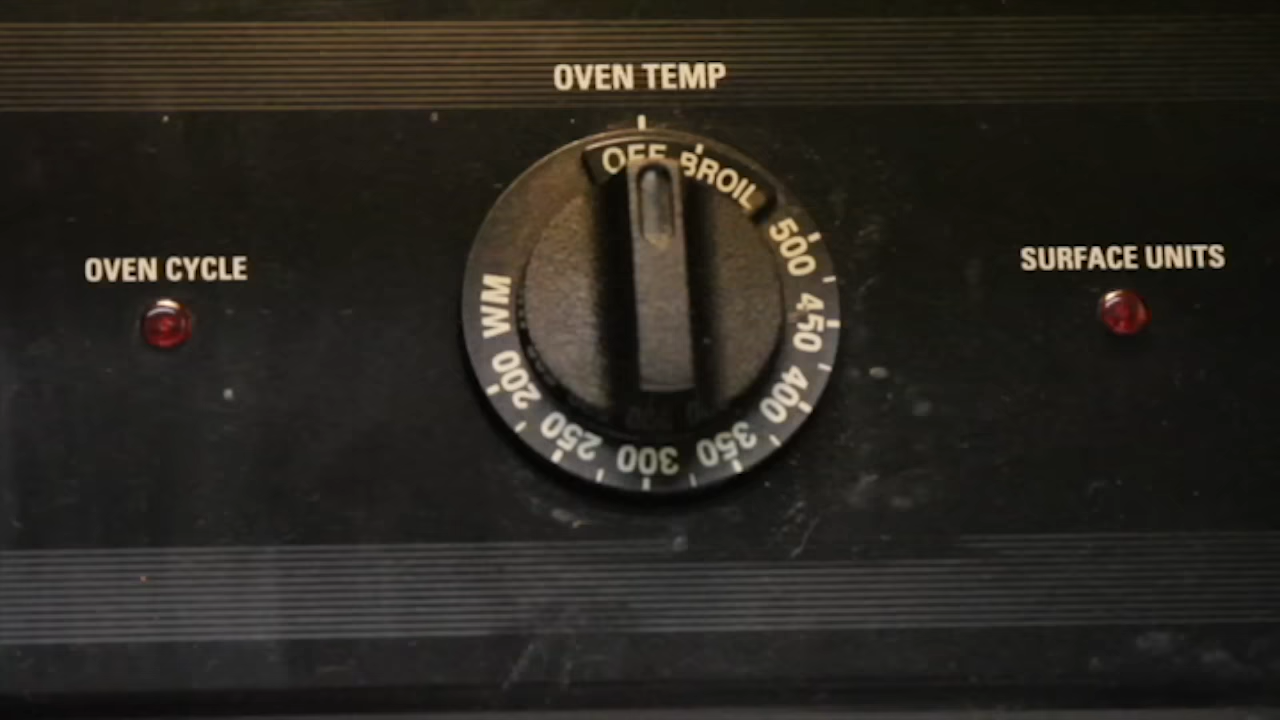 OVEN TEMP
OFF BROIL
500
450
400
350
300
250
200
WM
OVEN CYCLE
SURFACE UNITS